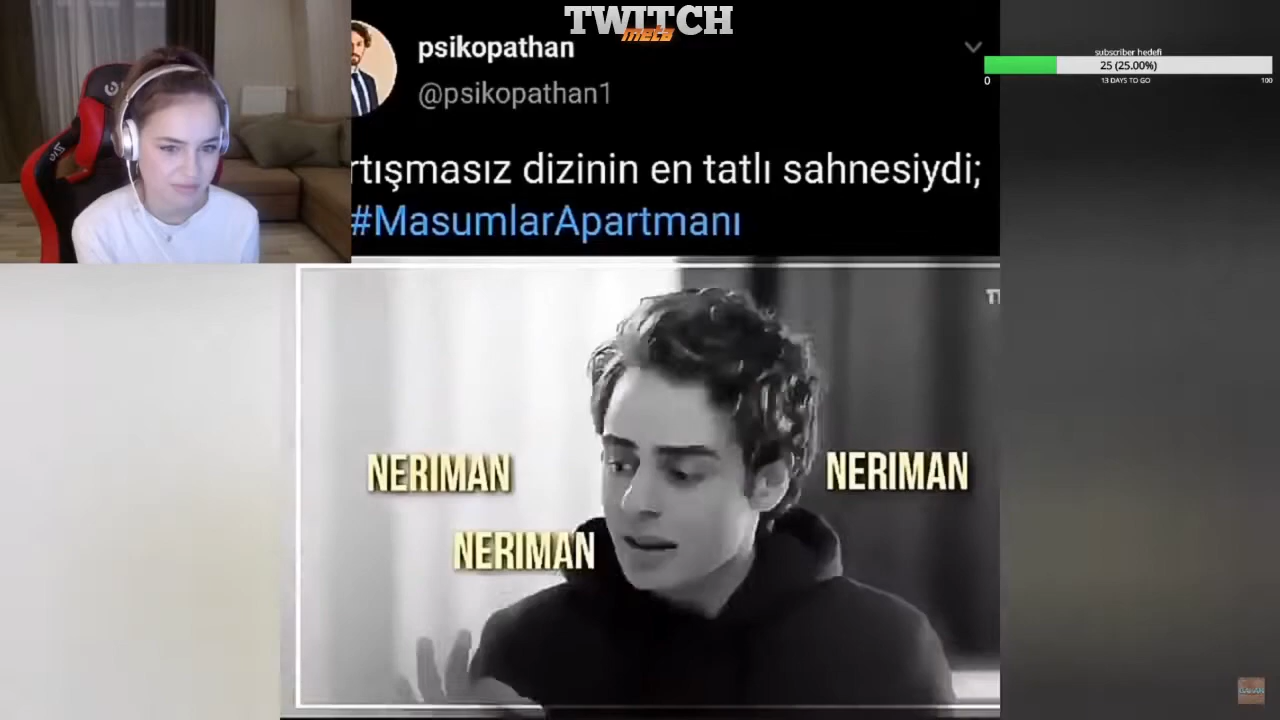 TWITCH
meta
psikopathan
@psikopathan1
rtışmasız dizinin en tatlı sahnesiydi;
#MasumlarApartmanı
subscriber hedefi
25 (25.00%)
0
13 DAYS TO GO
100
NERIMAN
NERIMAN
NERIMAN